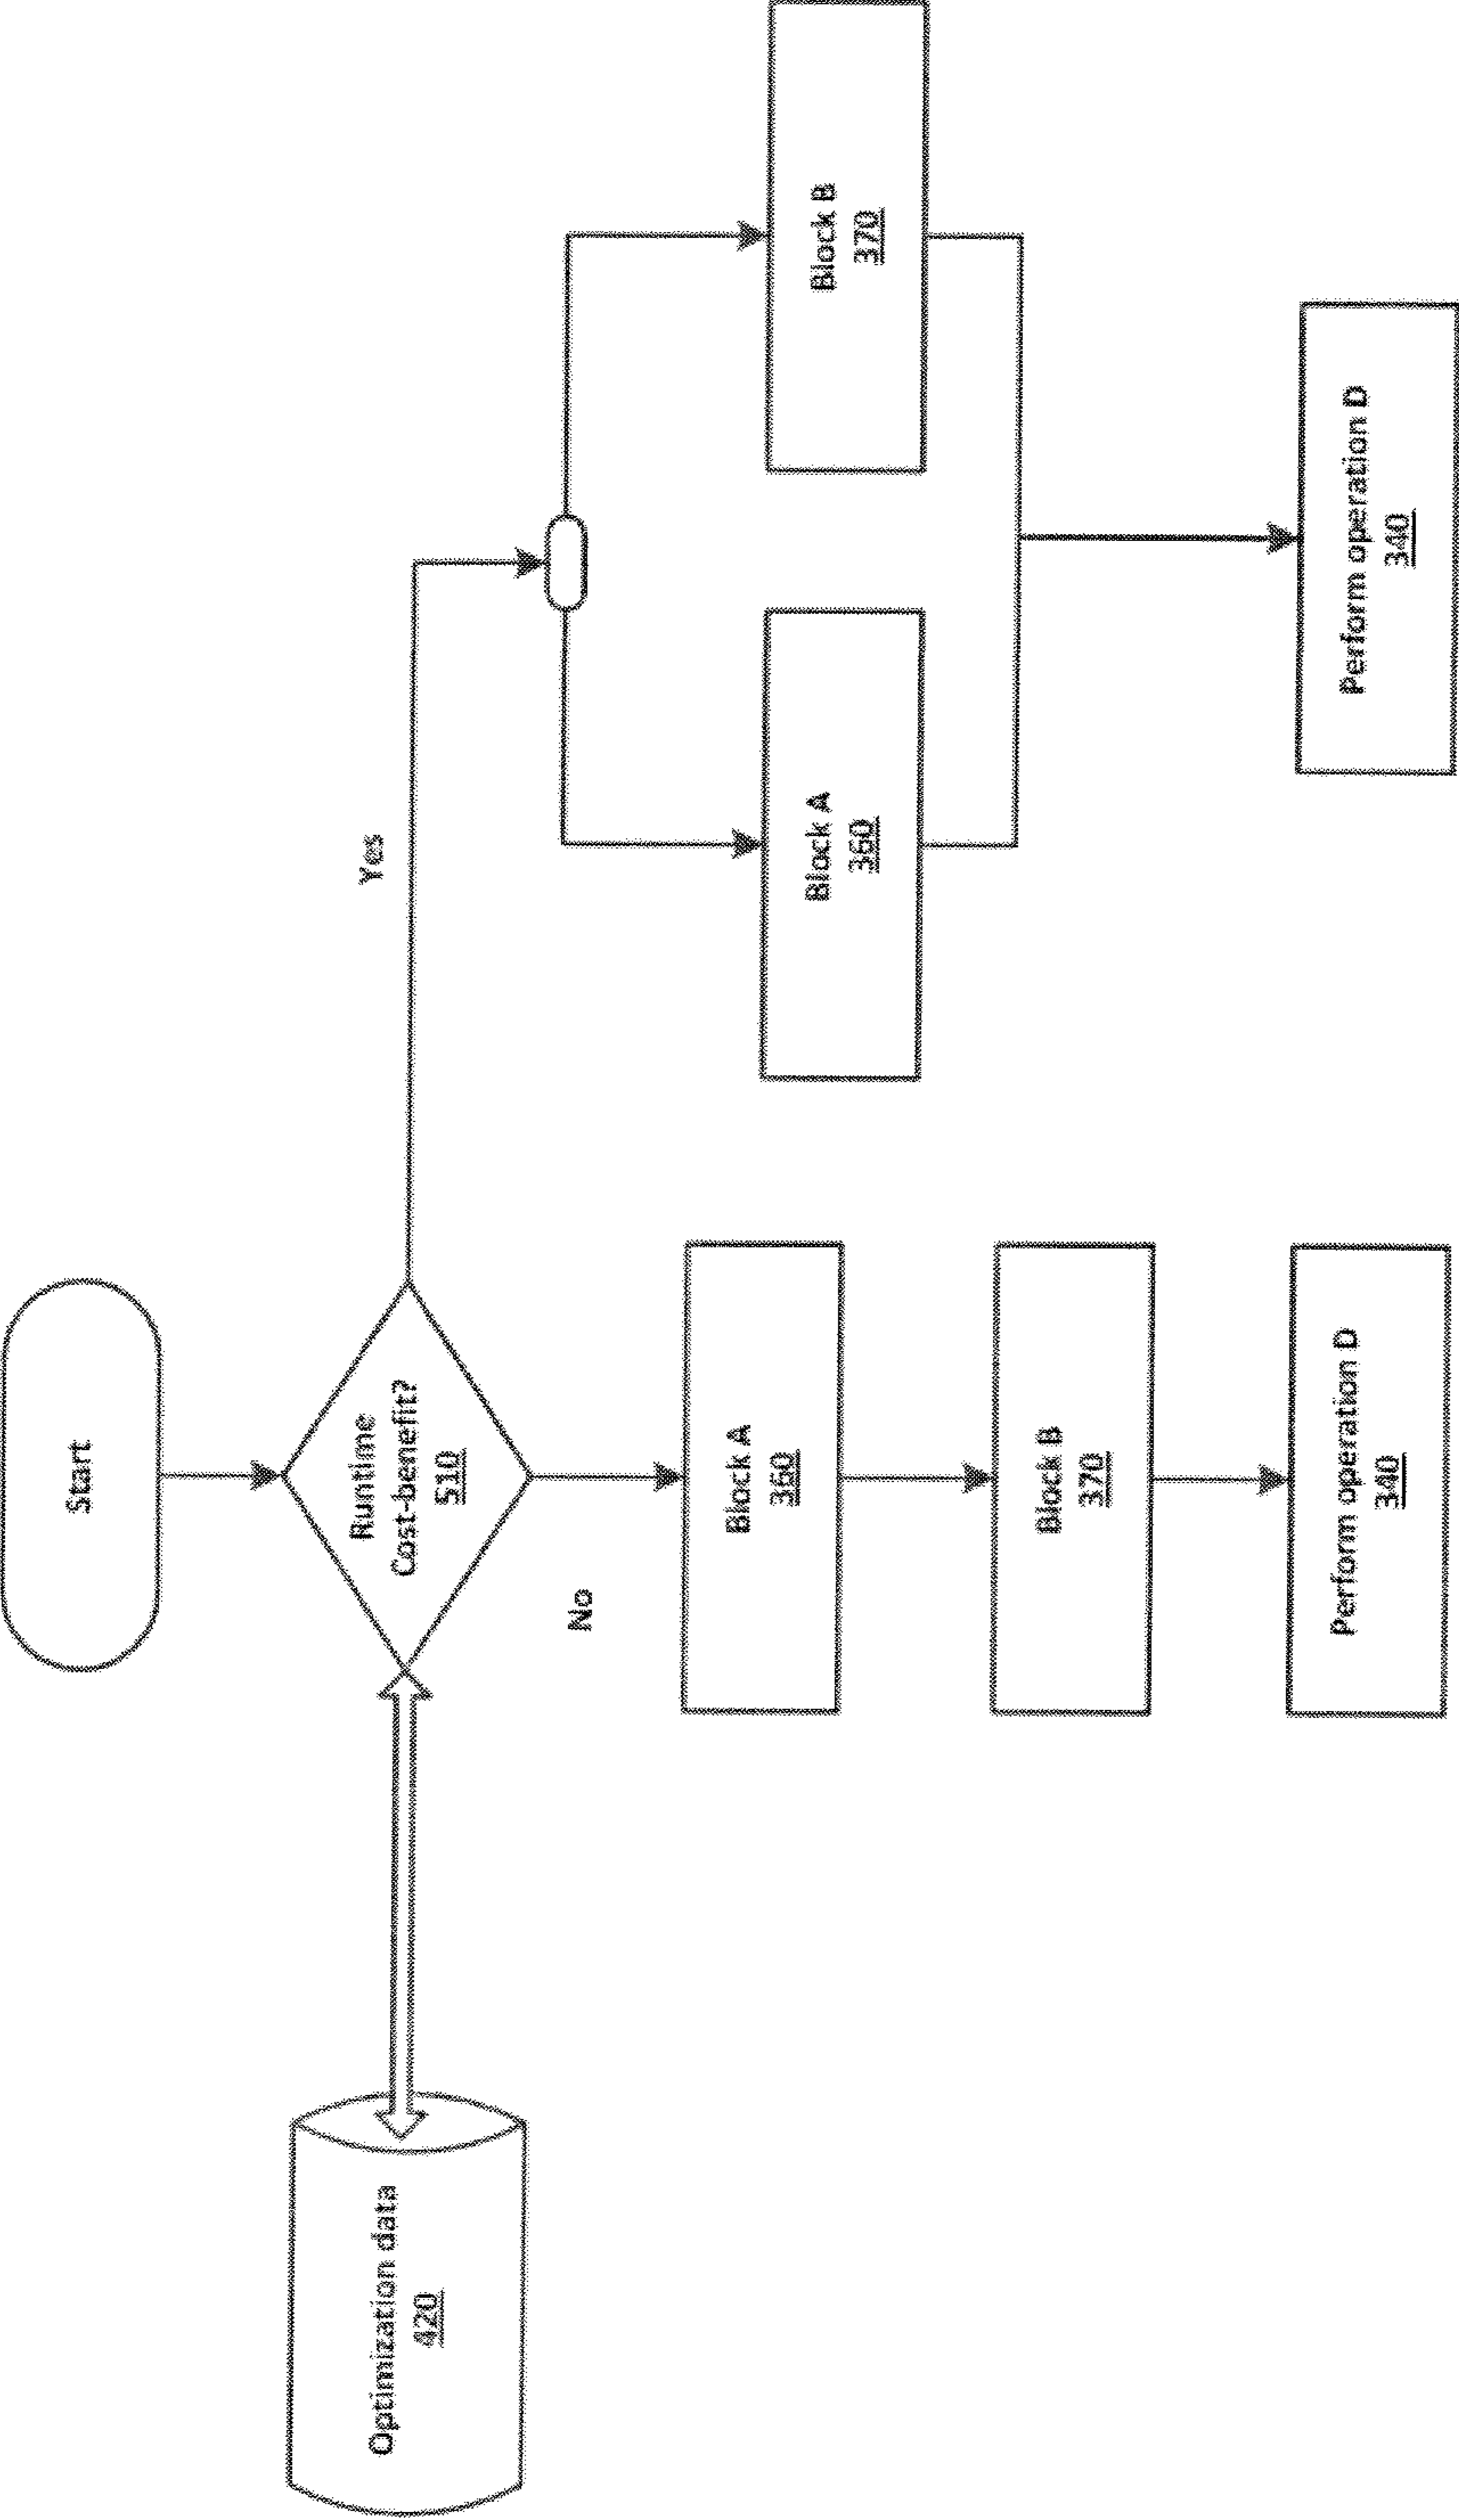 Start
Optimization data
420
Runtime
Cost-benefit?
510
Yes
No
Block A
360
Block B
370
Perform operation D
340
Block A
360
Block B
370
Perform operation D
340